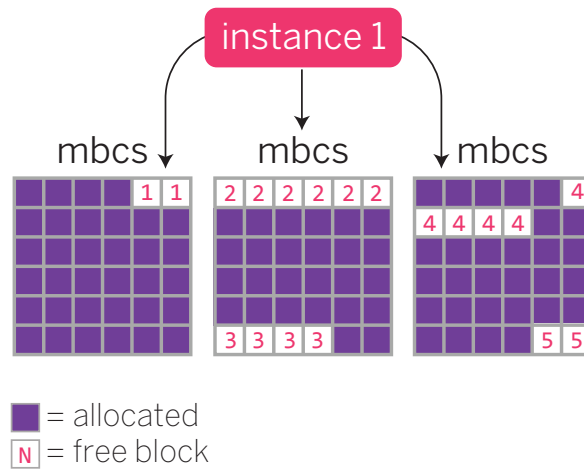 instance 1
mbcs mbcs mbcs
1 1 2 2 2 2 2 2 4
4 4 4 4
3 3 3 3 5 5
= allocated
N = free block